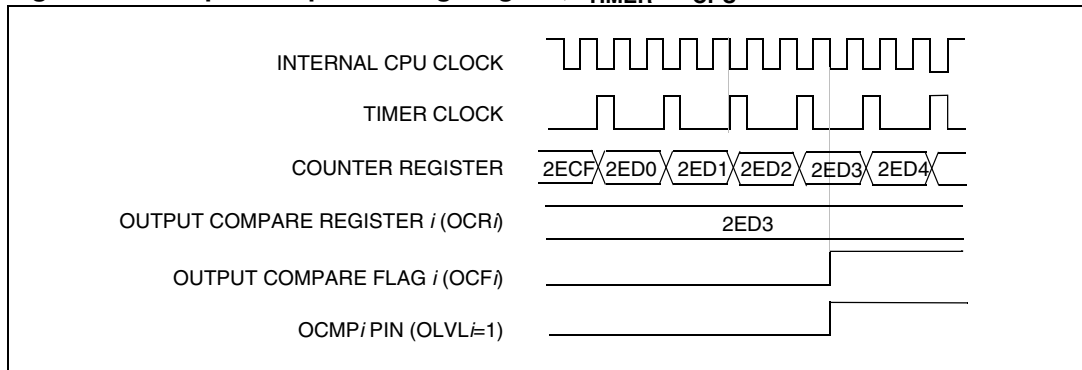 INTERNAL CPU CLOCK
TIMER CLOCK
COUNTER REGISTER
2ECF 2ED0 2ED1 2ED2 2ED3 2ED4
OUTPUT COMPARE REGISTER i (OCRi)
2ED3
OUTPUT COMPARE FLAG i (OCFi)
OCMPi PIN (OLVLi=1)